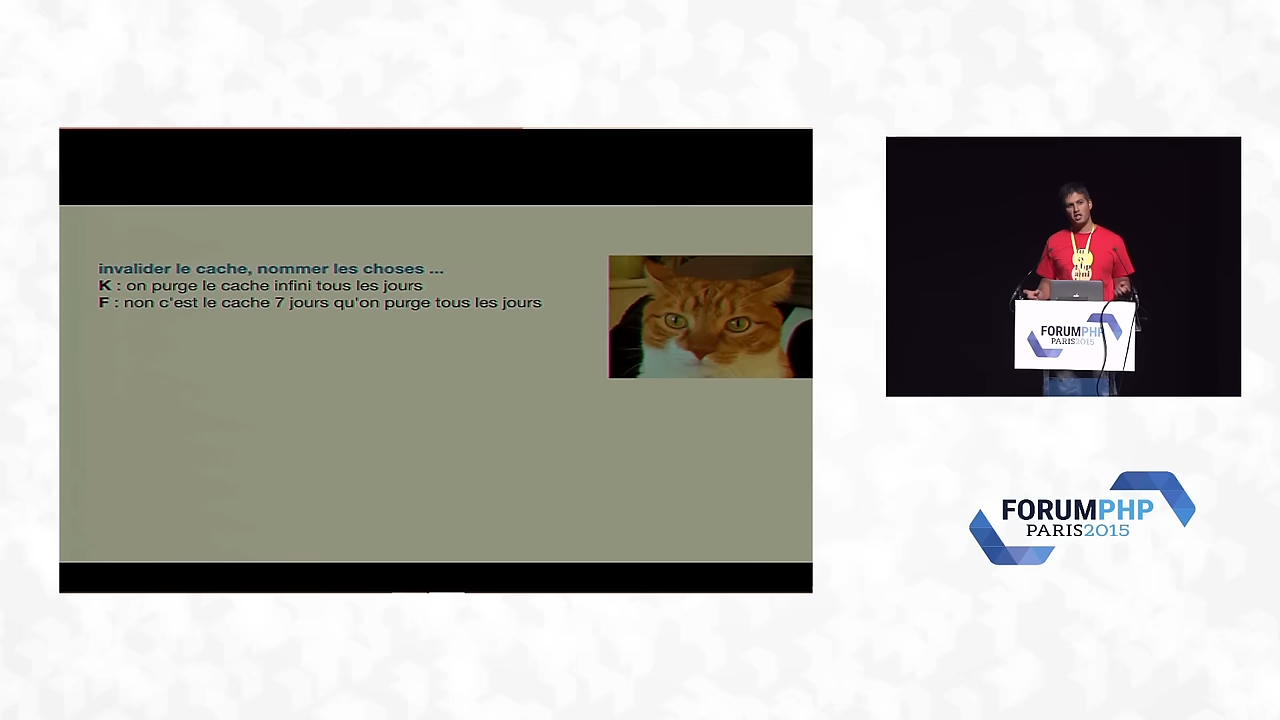 invalider le cache, nommer les choses ...
K : on purge le cache infini tous les jours
F : non c'est le cache 7 jours qu'on purge tous les jours
FORUMPHP
PARIS2015
FORUMPHP
PARIS2015